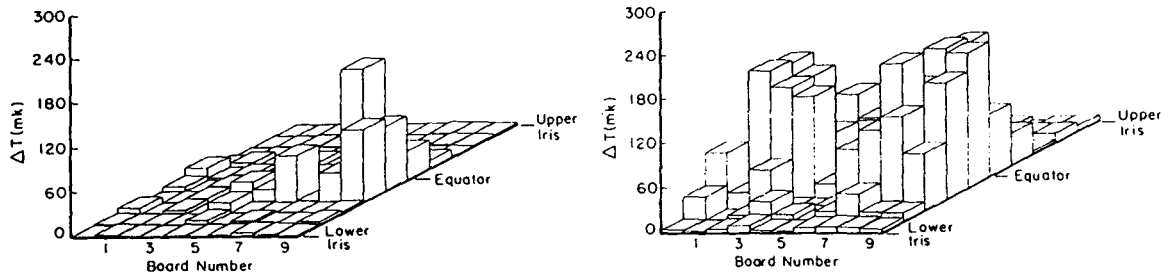 300
240
180
120
60
0
ΔT(mk)
1 3 5 7 9
Board Number
Upper
Iris
Equator
Lower
Iris
300
240
180
120
60
0
ΔT(mk)
1 3 5 7 9
Board Number
Upper
Iris
Equator
Lower
Iris